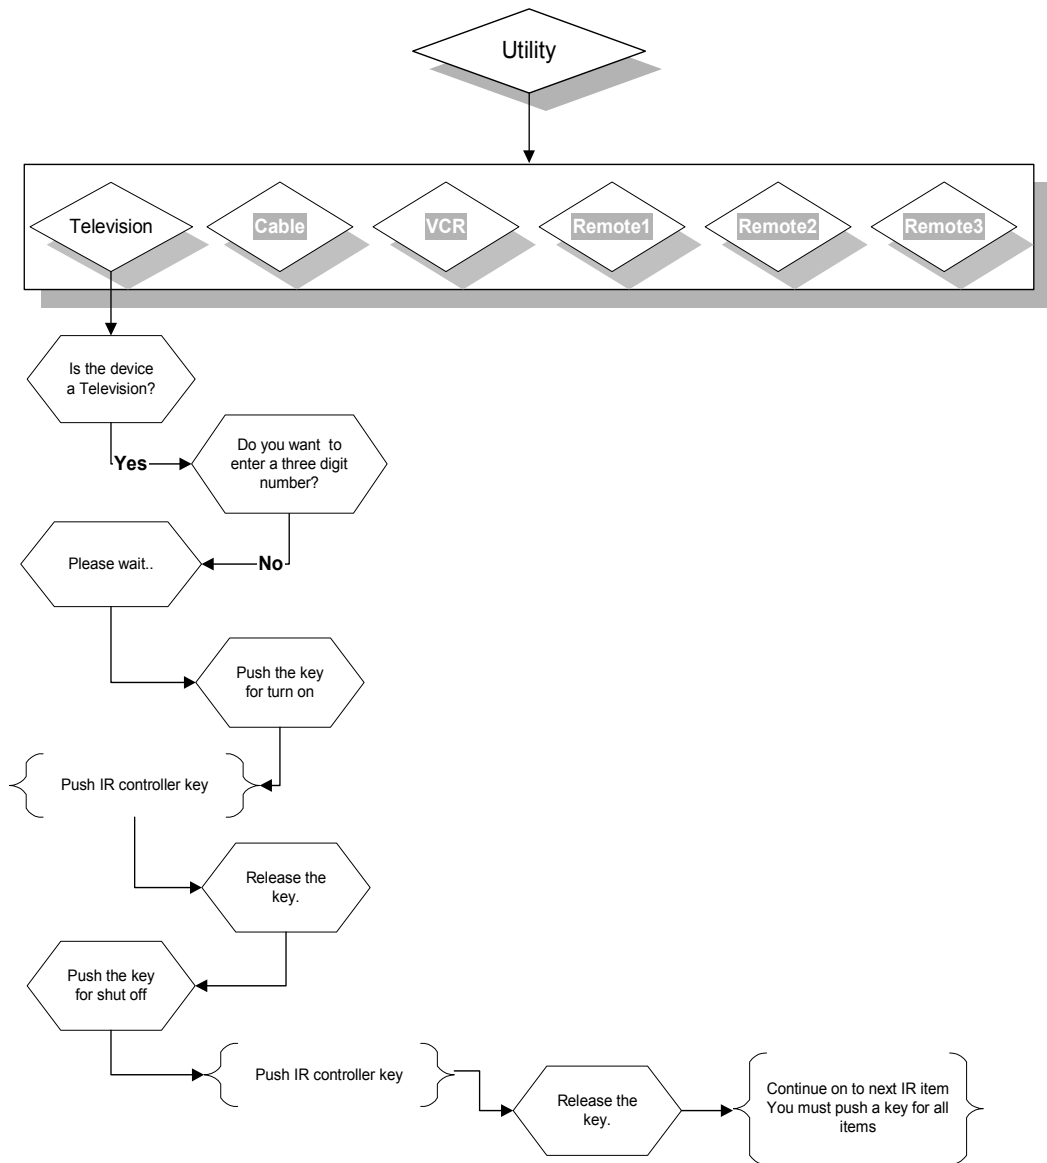 Utility
Television
Cable
VCR
Remote1
Remote2
Remote3
Is the device
a Television?
Yes
Do you want to
enter a three digit
number?
No
Please wait..
Push the key
for turn on
Push IR controller key
Release the
key.
Push the key
for shut off
Push IR controller key
Release the
key.
Continue on to next IR item
You must push a key for all
items